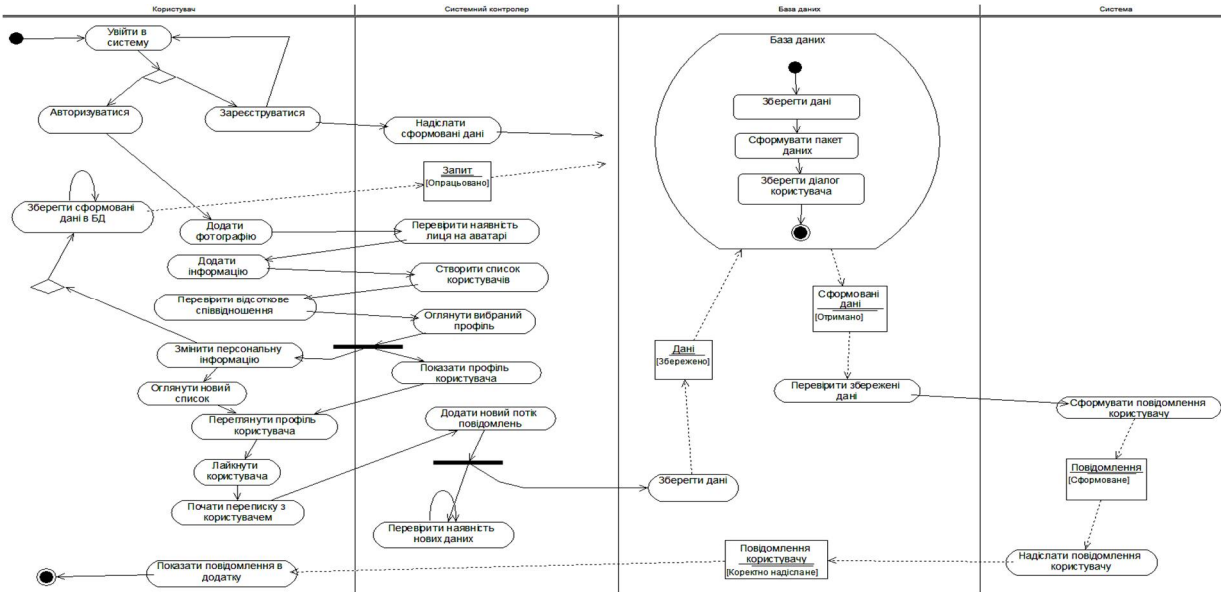 Користувач
Системний контролер
База даних
Система
Увійти в
систему
Авторизуватися
Зареєструватися
Надіслати
сформовані дані
База даних
Зберегти дані
Сформувати пакет
даних
Зберегти діалог
користувача
Запит
[Опрацьовано]
Зберегти сформовані
дані в БД
Додати
фотографію
Перевірити наявність
лиця на аватарі
Додати
інформацію
Створити список
користувачів
Перевірити відсоткове
співвідношення
Оглянути вибраний
профіль
Сформовані
дані
[Отримано]
Змінити персональну
інформацію
Показати профіль
користувача
Дані
[Збережено]
Оглянути новий
список
Перевірити збережені
дані
Сформувати повідомлення
користувачу
Переглянути профіль
користувача
Додати новий потік
повідомлень
Лайкнути
користувача
Зберегти дані
Повідомлення
[Сформоване]
Почати переписку з
користувачем
Перевірити наявність
нових даних
Показати повідомлення в
додатку
Повідомлення
користувачу
[Коректно надіслане]
Надіслати повідомлення
користувачу